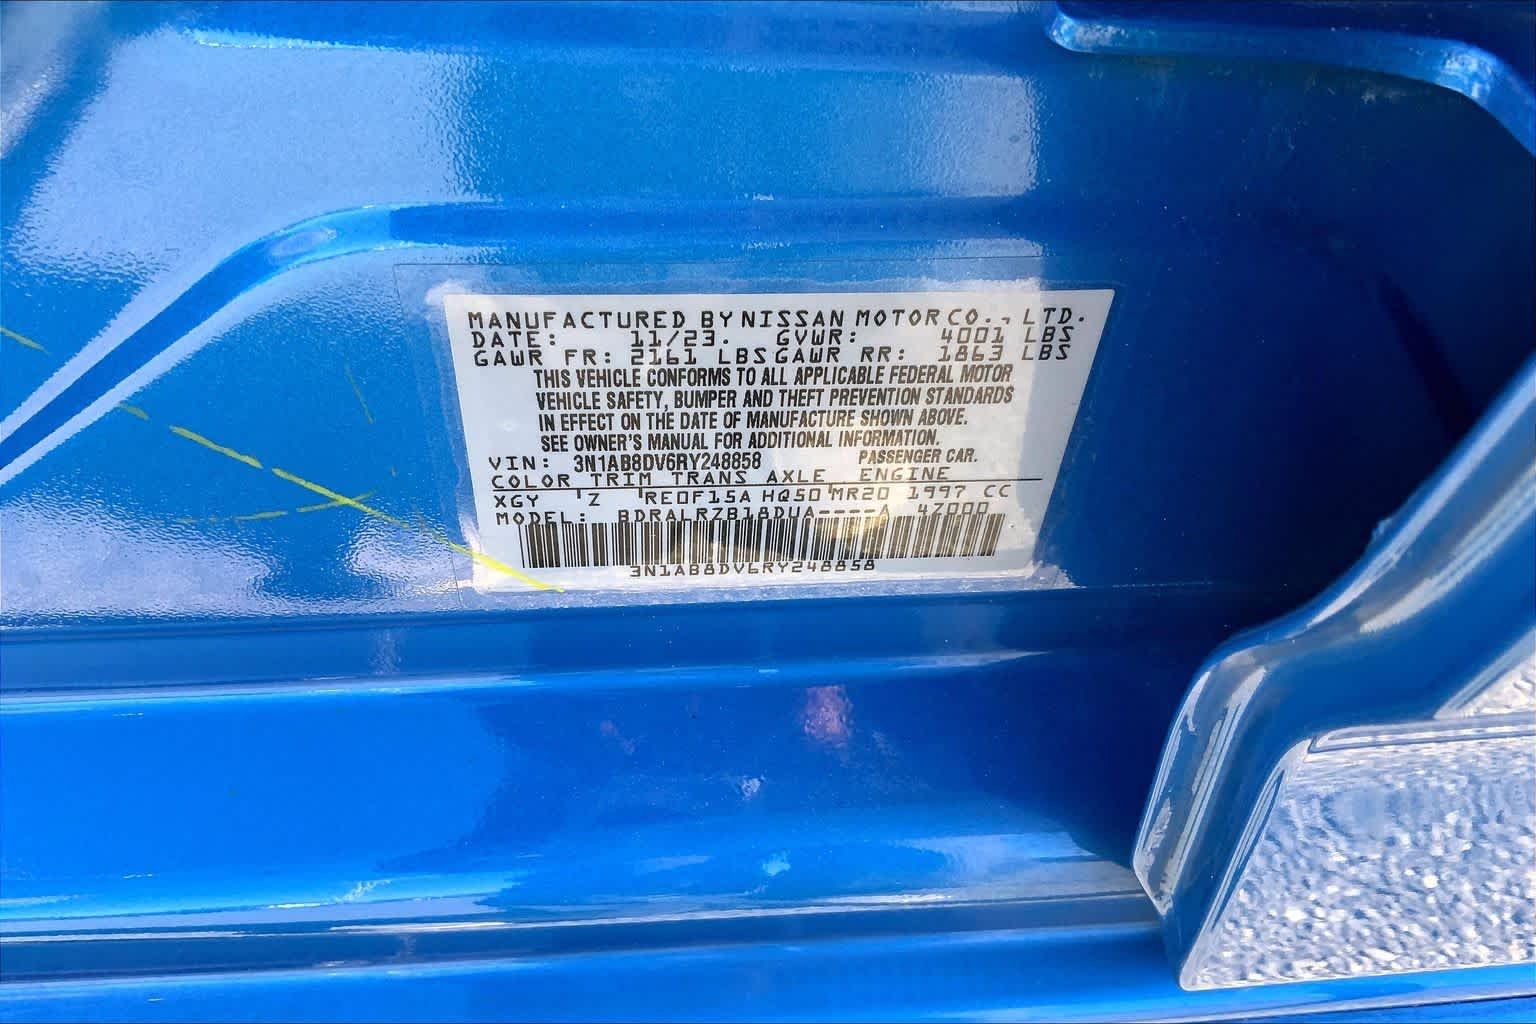 MANUFACTURED BY NISSAN MOTOR CO., LTD.
DATE: 11/23. GVWR: 4001 LBS
GAWR FR: 2161 LBS GAWR RR: 1863 LBS
THIS VEHICLE CONFORMS TO ALL APPLICABLE FEDERAL MOTOR
VEHICLE SAFETY, BUMPER AND THEFT PREVENTION STANDARDS
IN EFFECT ON THE DATE OF MANUFACTURE SHOWN ABOVE.
SEE OWNER'S MANUAL FOR ADDITIONAL INFORMATION.
VIN: 3N1AB8DV6RY248858 PASSENGER CAR.
COLOR TRIM TRANS AXLE ENGINE
XGY Z RE0F15A HQ50 MR20 1997 CC
MODEL: BDRALRZB18DUA----A 47000
3N1AB8DV6RY248858